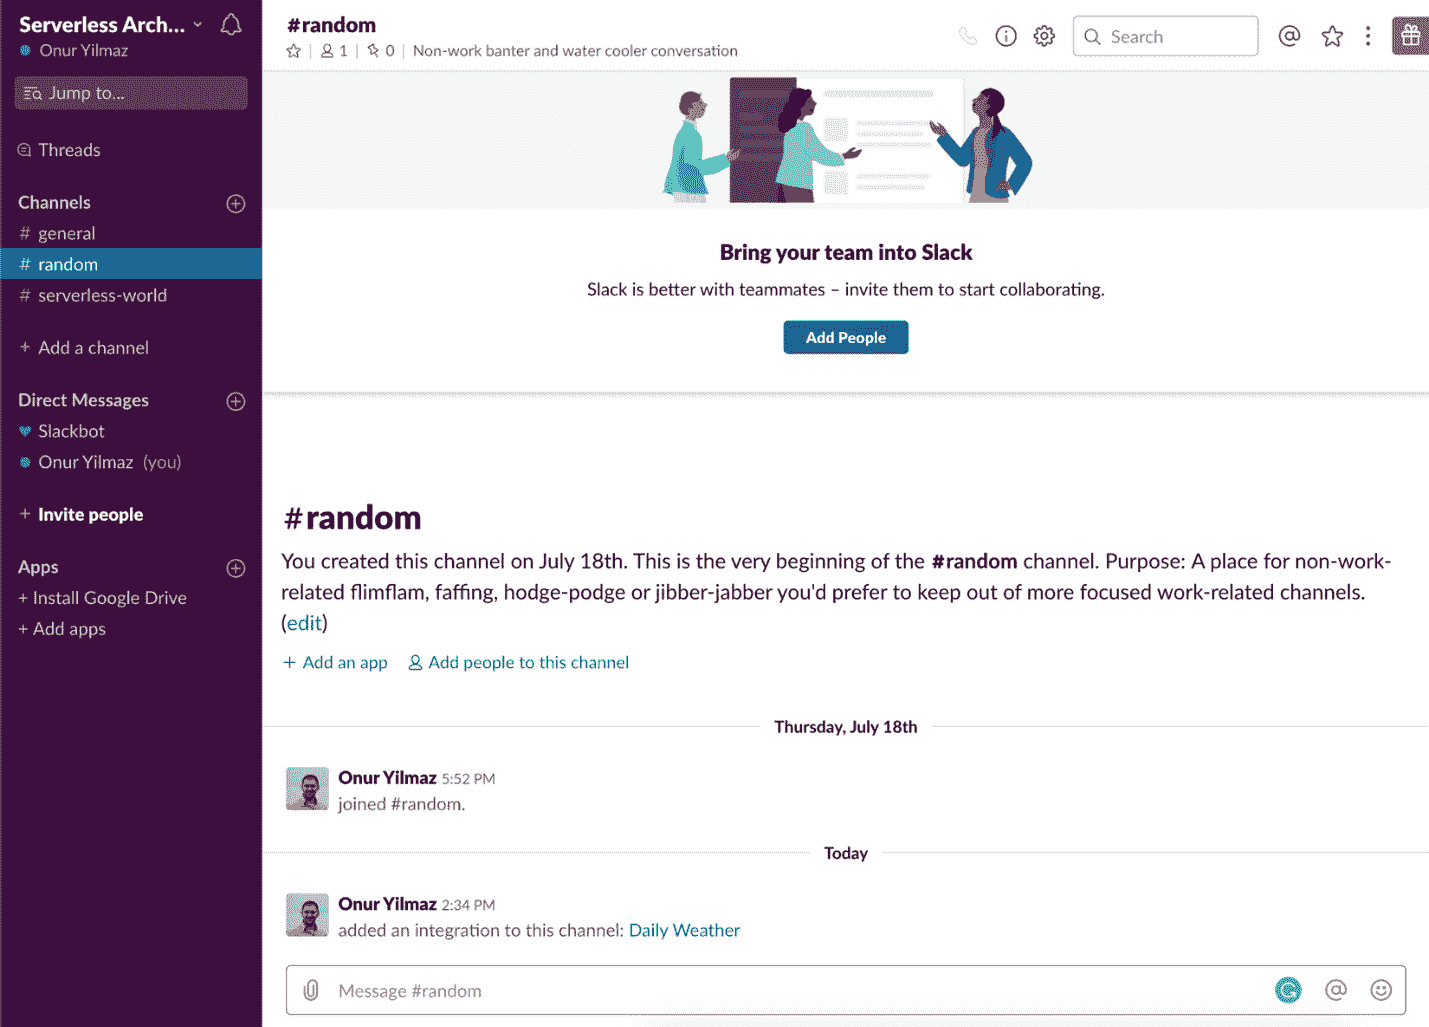 Serverless Arch...
Onur Yilmaz
Jump to...
Threads
Channels
# general
# random
# serverless-world
+ Add a channel
Direct Messages
Slackbot
Onur Yilmaz (you)
+ Invite people
Apps
+ Install Google Drive
+ Add apps
#random
1 | 0 | Non-work banter and water cooler conversation
Search
Bring your team into Slack
Slack is better with teammates – invite them to start collaborating.
Add People
#random
You created this channel on July 18th. This is the very beginning of the #random channel. Purpose: A place for non-work-
related flimflam, faffing, hodge-podge or jibber-jabber you'd prefer to keep out of more focused work-related channels.
(edit)
+ Add an app Add people to this channel
Thursday, July 18th
Onur Yilmaz 5:52 PM
joined #random.
Today
Onur Yilmaz 2:34 PM
added an integration to this channel: Daily Weather
Message #random